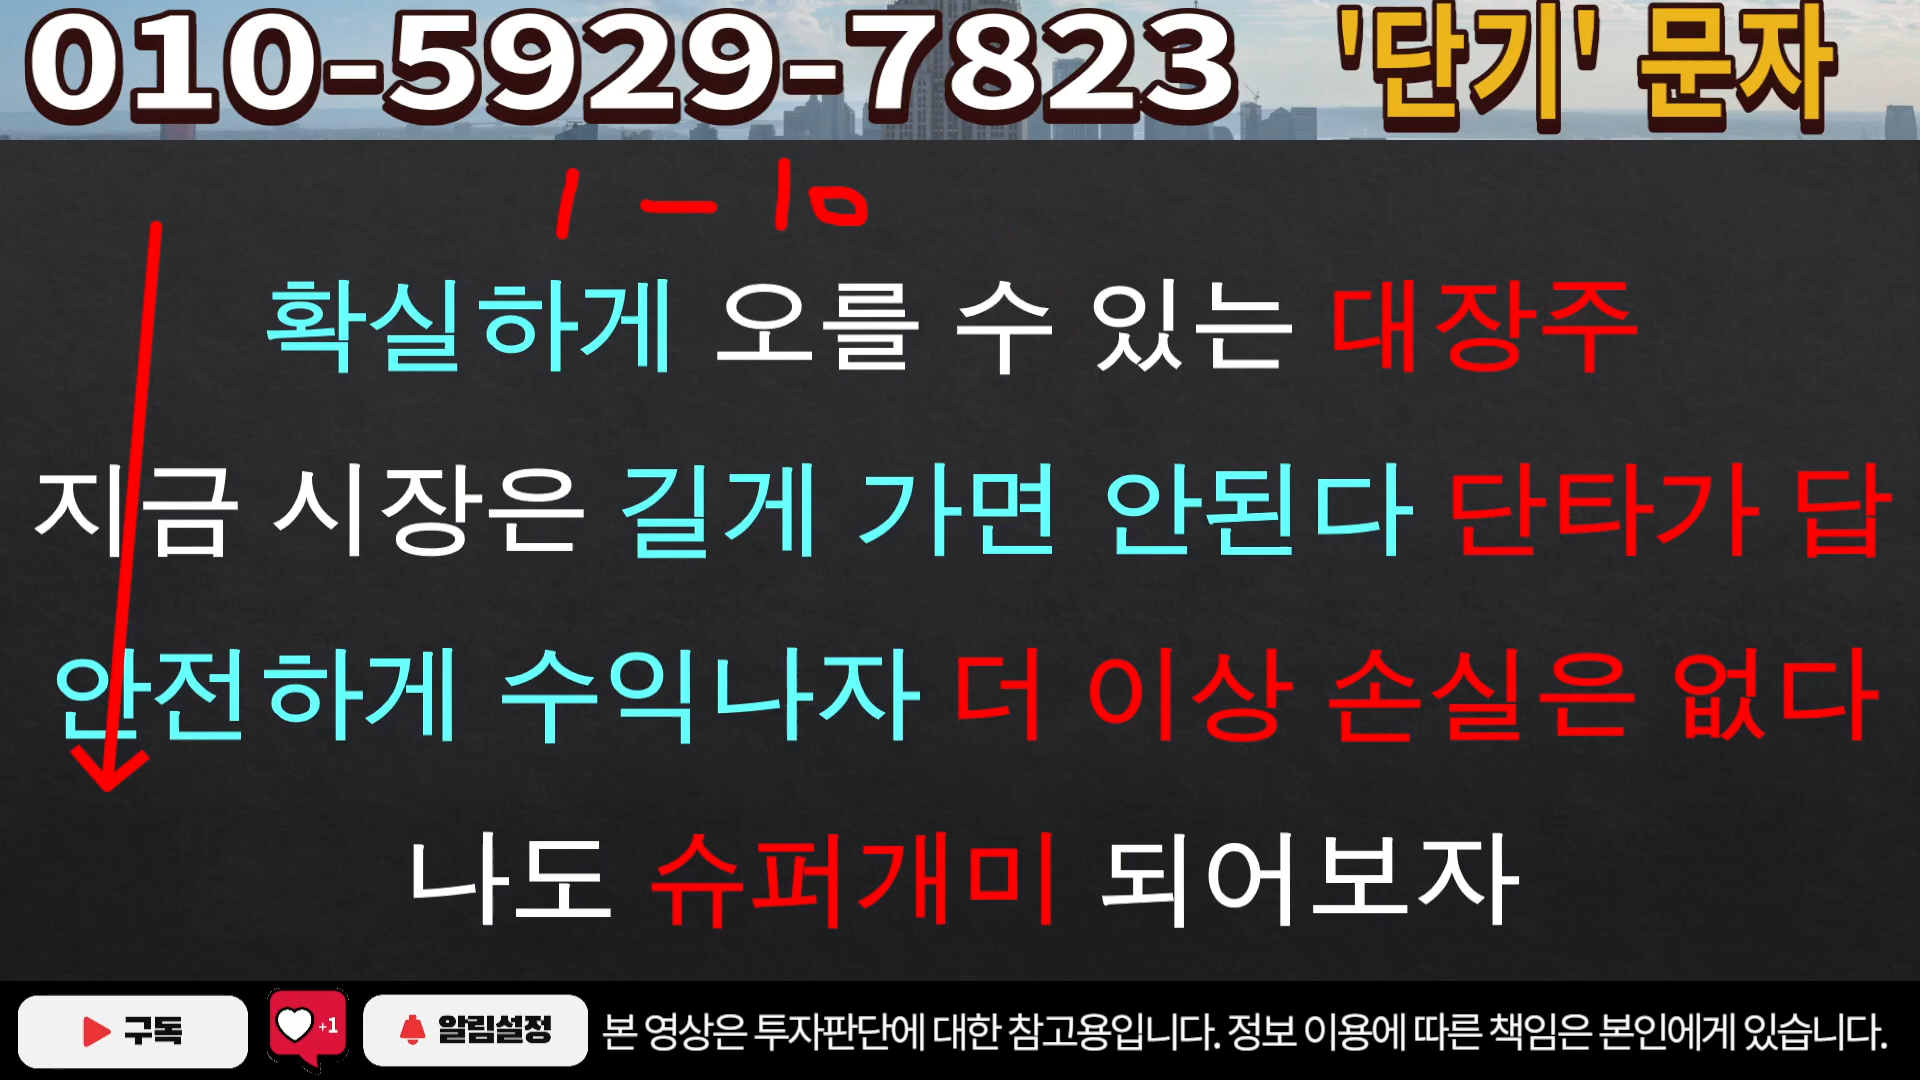 010-5929-7823 '단기' 문자
1 - 10
확실하게 오를 수 있는 대장주
지금 시장은 길게 가면 안된다 단타가 답
안전하게 수익나자 더 이상 손실은 없다
나도 슈퍼개미 되어보자
구독 +1 알림설정 본 영상은 투자판단에 대한 참고용입니다. 정보 이용에 따른 책임은 본인에게 있습니다.